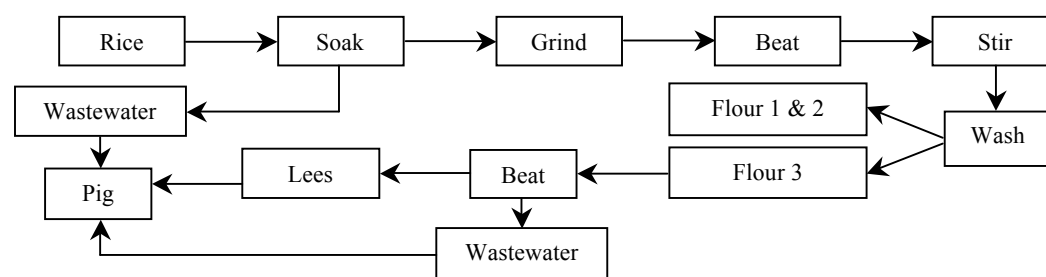 Rice
Soak
Grind
Beat
Stir
Wastewater
Flour 1 & 2
Wash
Pig
Lees
Beat
Flour 3
Wastewater